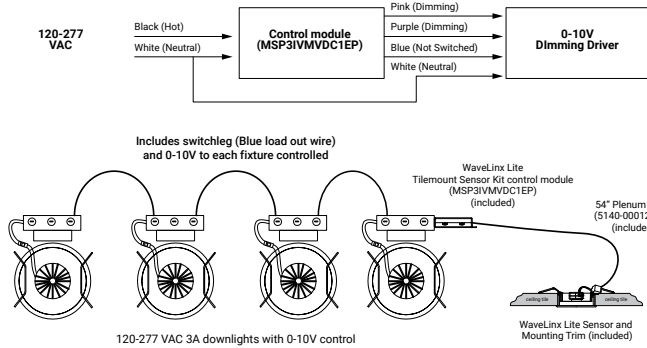 120-277
VAC
Black (Hot)
White (Neutral)
Control module
(MSP3IVMVDC1EP)
Pink (Dimming)
Purple (Dimming)
Blue (Not Switched)
White (Neutral)
0-10V
DImming Driver
Includes switchleg (Blue load out wire)
and 0-10V to each fixture controlled
WaveLinx Lite
Tilemount Sensor Kit control module
(MSP3IVMVDC1EP)
(included)
54" Plenum
(5140-00012
(include
ceiling tile
ceiling tile
WaveLinx Lite Sensor and
Mounting Trim (included)
120-277 VAC 3A downlights with 0-10V control